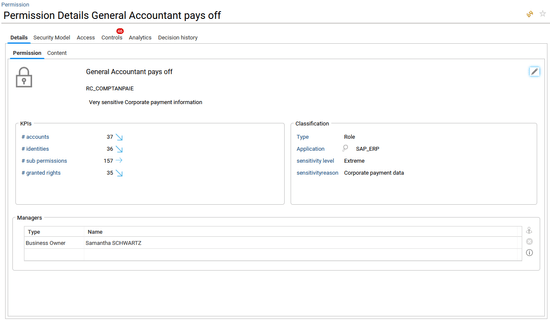 Permission
Permission Details General Accountant pays off
Details Security Model Access Controls Analytics Decision history
Permission Content
General Accountant pays off
RC_COMPTANPAIE
Very sensitive Corporate payment information
KPIs
# accounts 37
# identities 36
# sub permissions 157
# granted rights 35
Classification
Type Role
Application SAP_ERP
sensitivity level Extreme
sensitivityreason Corporate payment data
Managers
Type Name
Business Owner Samantha SCHWARTZ